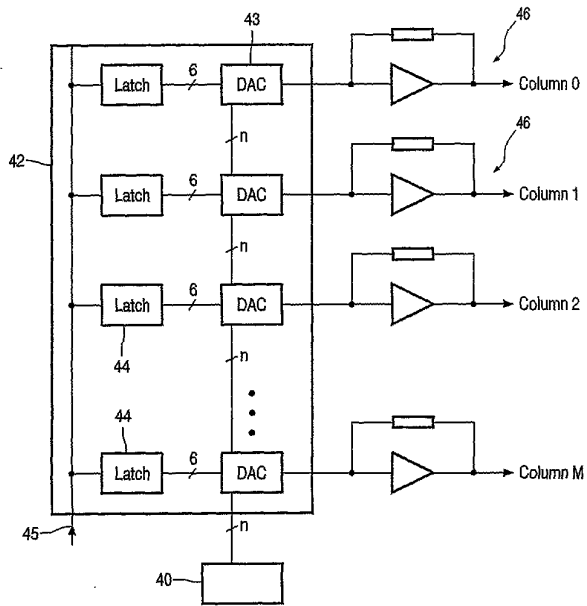 43
46
Latch
6
DAC
Column 0
n
46
42
Latch
6
DAC
Column 1
n
Latch
6
DAC
Column 2
44
n
44
Latch
6
DAC
Column M
45
n
40